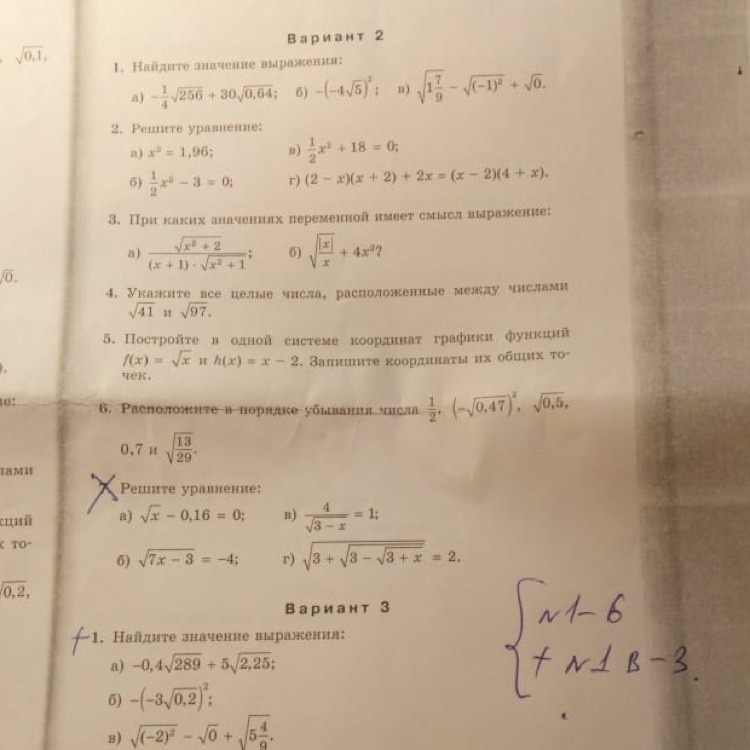 √0,1,
Вариант 2
1. Найдите значение выражения:
а) −1/4√256 + 30√0,64; б) −(−4√5)²; в) √(1 7/9) − √((−1)²) + √0.
2. Решите уравнение:
а) x² = 1,96; в) 1/2x² + 18 = 0;
б) 1/2x² − 3 = 0; г) (2 − x)(x + 2) + 2x = (x − 2)(4 + x).
3. При каких значениях переменной имеет смысл выражение:
а) √(x² + 2)/((x + 1) · √(x² + 1)); б) √(|x|/x) + 4x²?
√0.
4. Укажите все целые числа, расположенные между числами
√41 и √97.
5. Постройте в одной системе координат графики функций
f(x) = √x и h(x) = x − 2. Запишите координаты их общих то-
чек.
).
6. Расположите в порядке убывания числа 1/2, (−√0,47)², √0,5,
0,7 и √(13/29).
Решите уравнение:
а) √x − 0,16 = 0; в) 4/√(3 − x) = 1;
б) √(7x − 3) = −4; г) √(3 + √(3 − √(3 + x))) = 2.
то-
√0,2,
Вариант 3
+1. Найдите значение выражения:
а) −0,4√289 + 5√2,25;
б) −(−3√0,2)²;
в) √((−2)²) − √0 + √(5 4/9).
N1−6
+ N1 В−3.